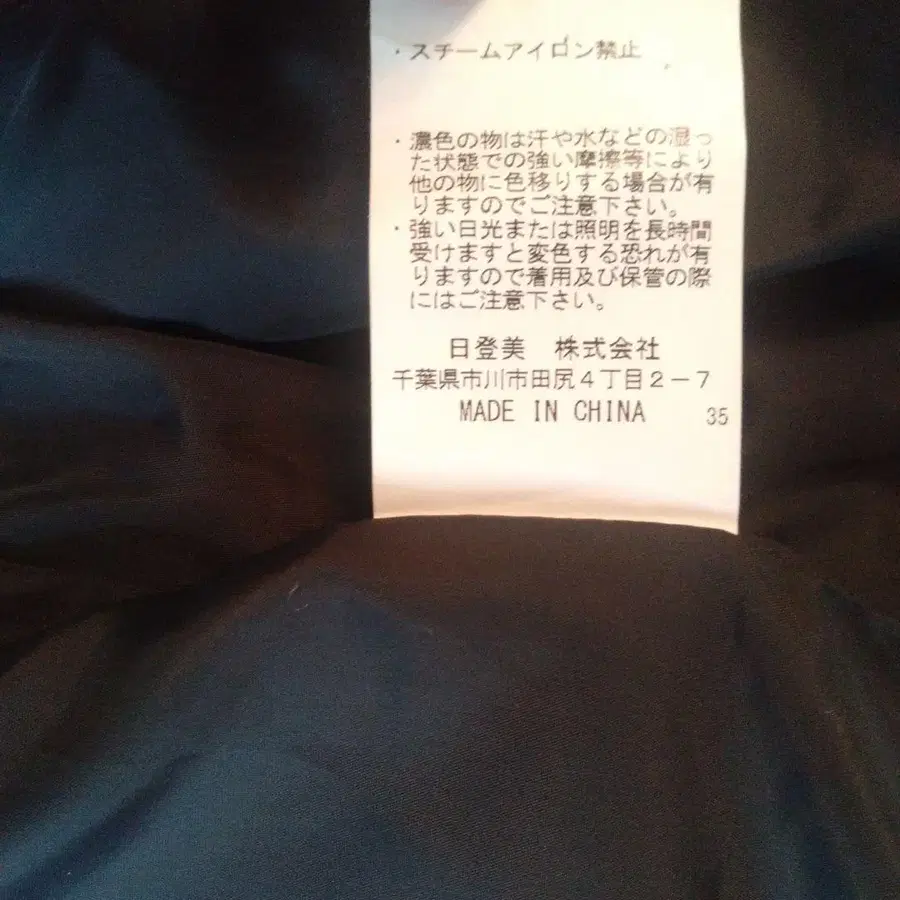 ・スチームアイロン禁止
・濃色の物は汗や水などの湿っ
た状態での強い摩擦等により
他の物に色移りする場合が有
りますのでご注意下さい。
・強い日光または照明を長時間
受けますと変色する恐れが有
りますので着用及び保管の際
にはご注意下さい。
日登美 株式会社
千葉県市川市田尻4丁目2-7
MADE IN CHINA 35